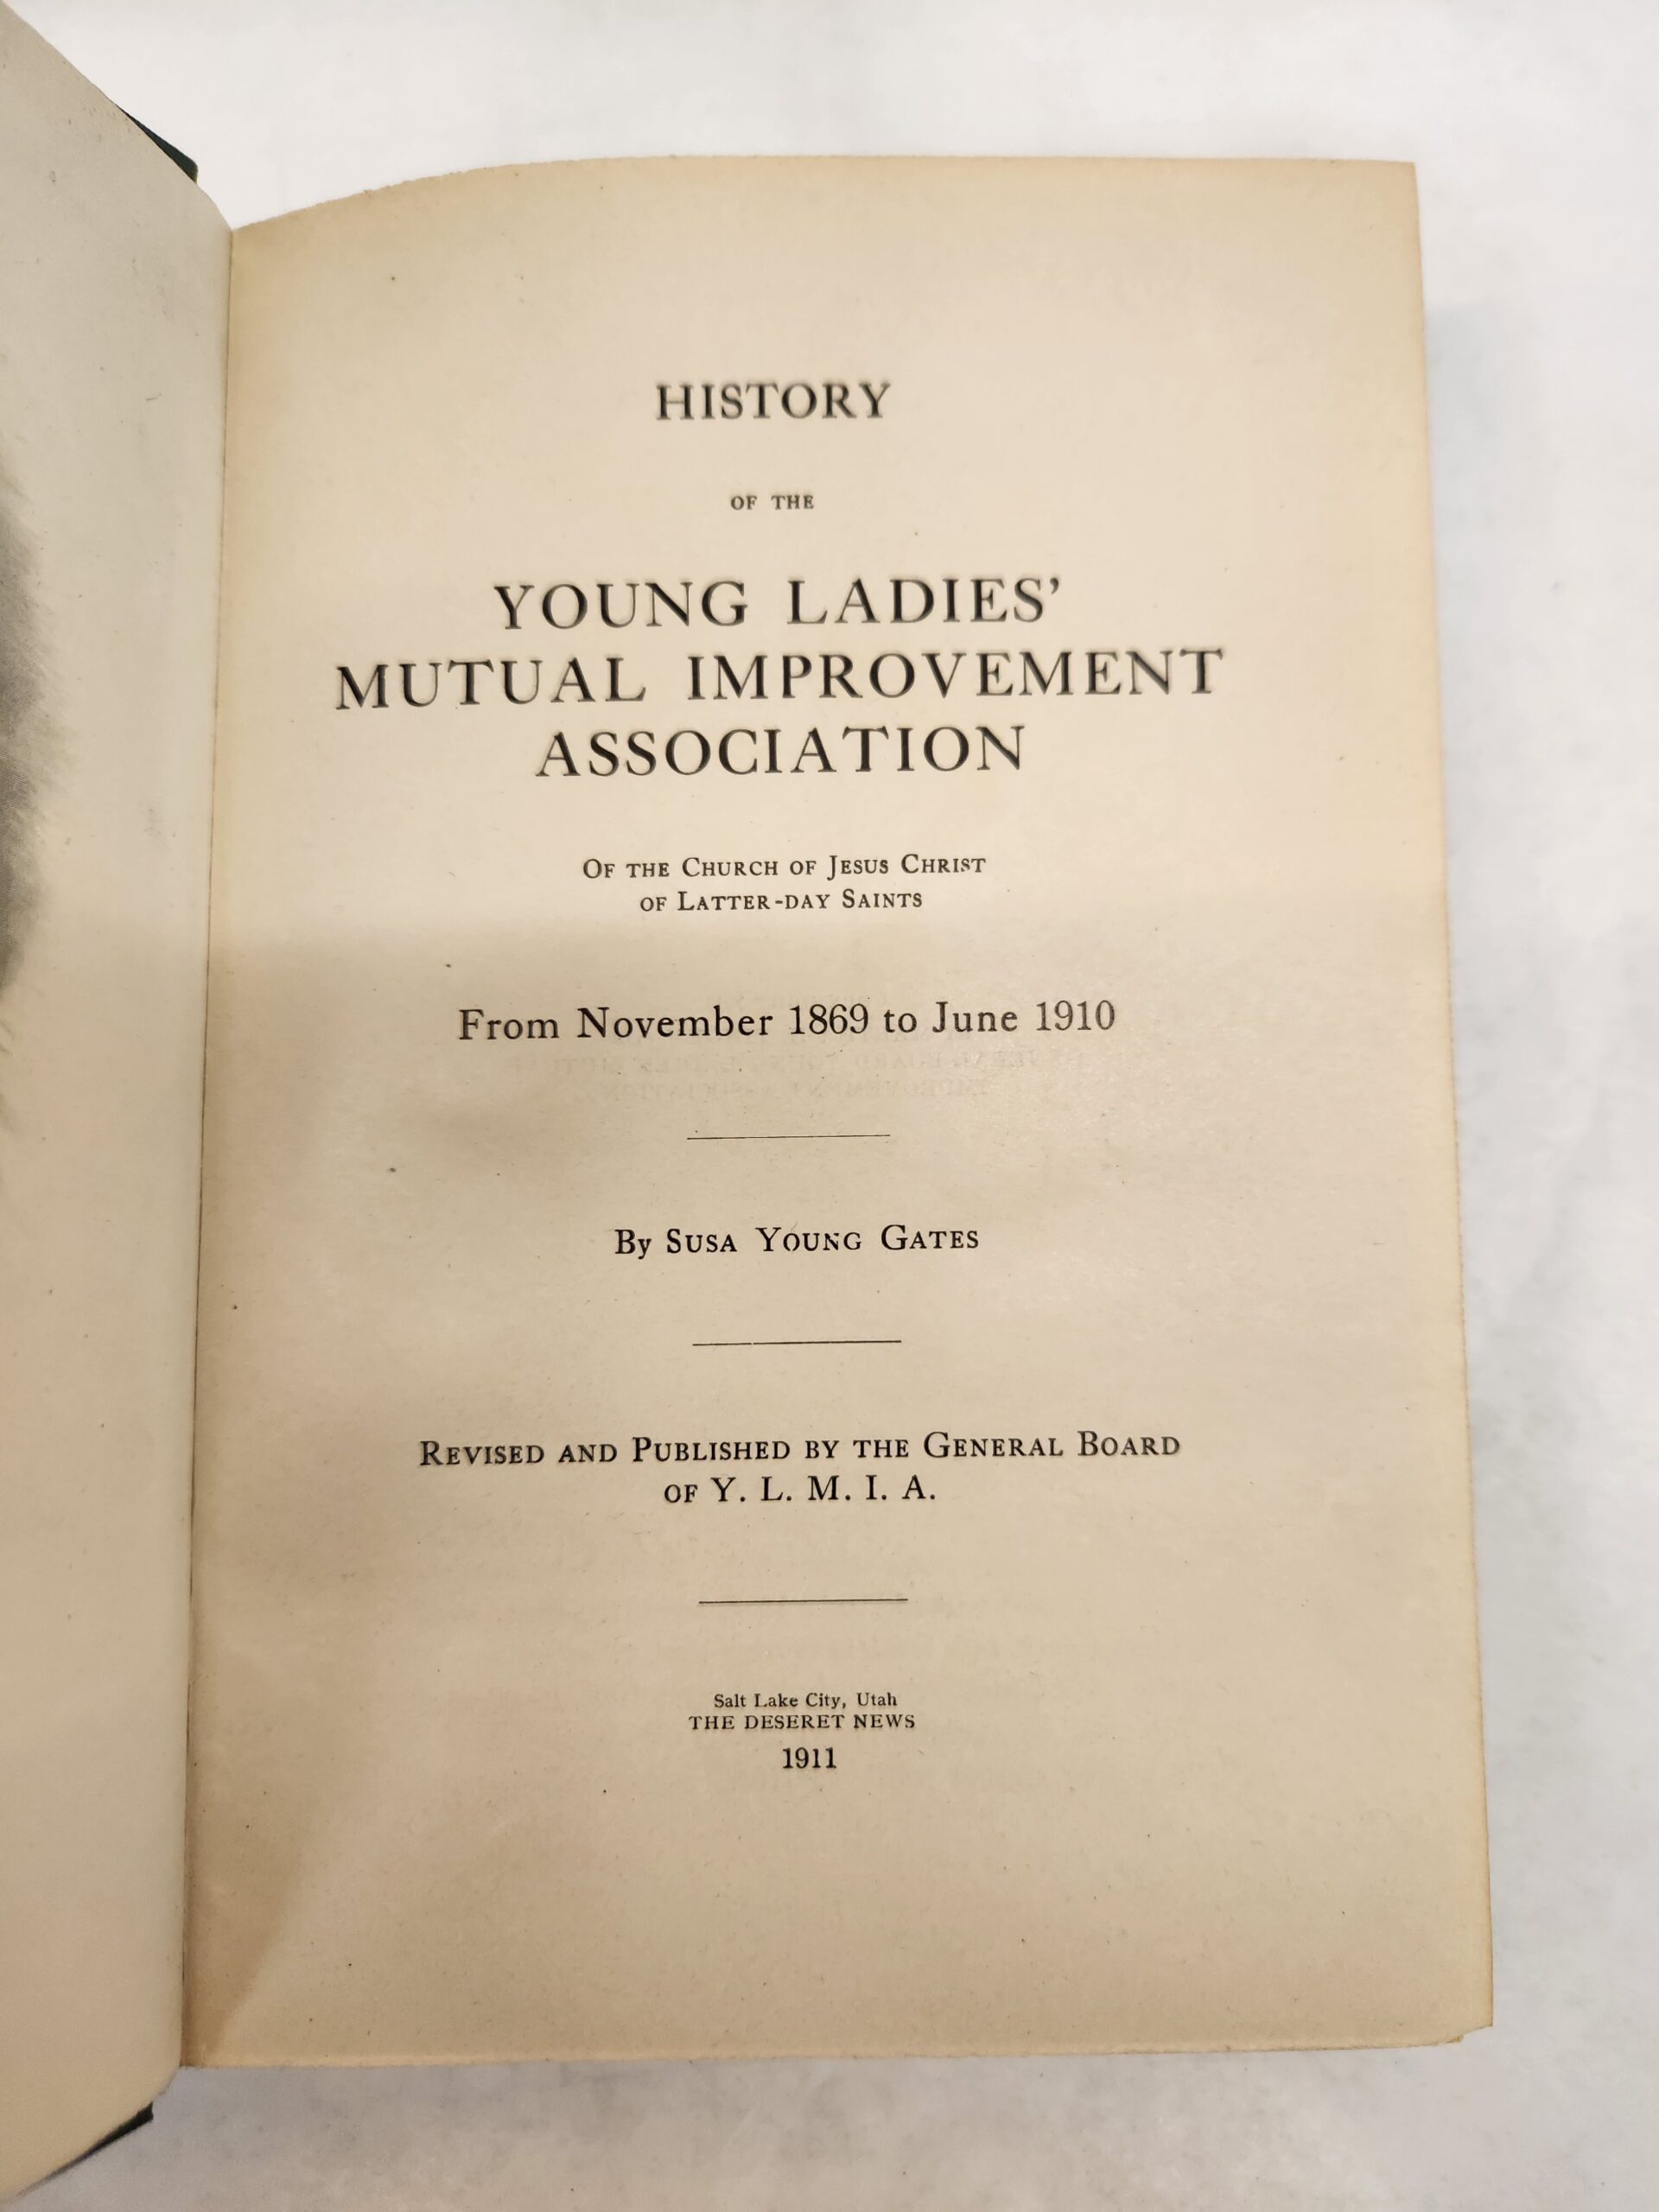 HISTORY
OF THE
YOUNG LADIES'
MUTUAL IMPROVEMENT
ASSOCIATION
OF THE CHURCH OF JESUS CHRIST
OF LATTER-DAY SAINTS
From November 1869 to June 1910
By SUSA YOUNG GATES
REVISED AND PUBLISHED BY THE GENERAL BOARD
OF Y. L. M. I. A.
Salt Lake City, Utah
THE DESERET NEWS
1911